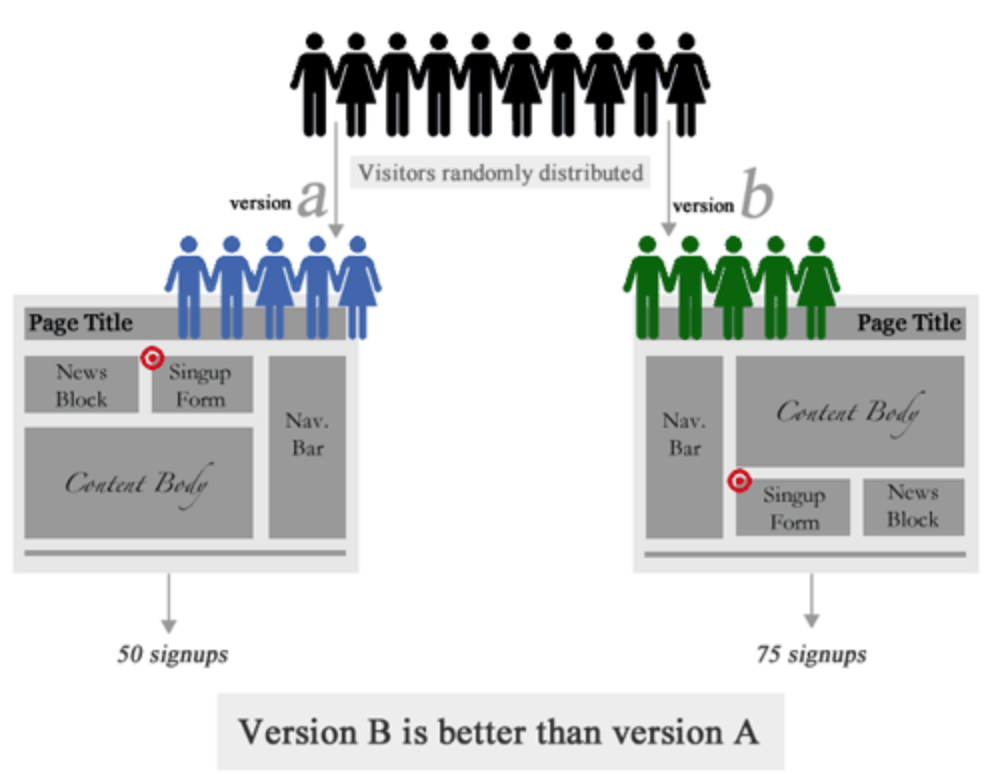 Visitors randomly distributed
version a
version b
Page Title
News
Block
Singup
Form
Nav.
Bar
Content Body
Page Title
Nav.
Bar
Content Body
Singup
Form
News
Block
50 signups
75 signups
Version B is better than version A